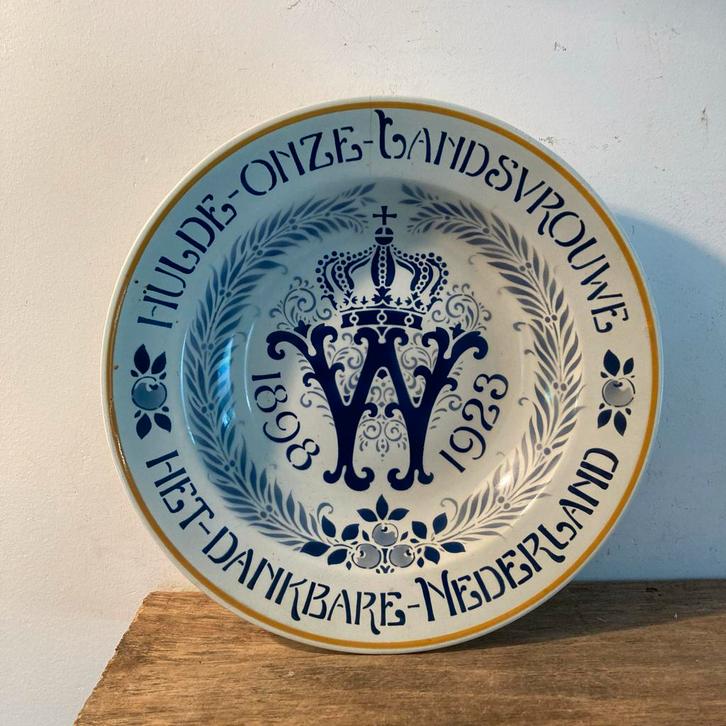 HULDE-ONZE-LANDSVROUWE
W
1898 1923
HET-DANKBARE-NEDERLAND